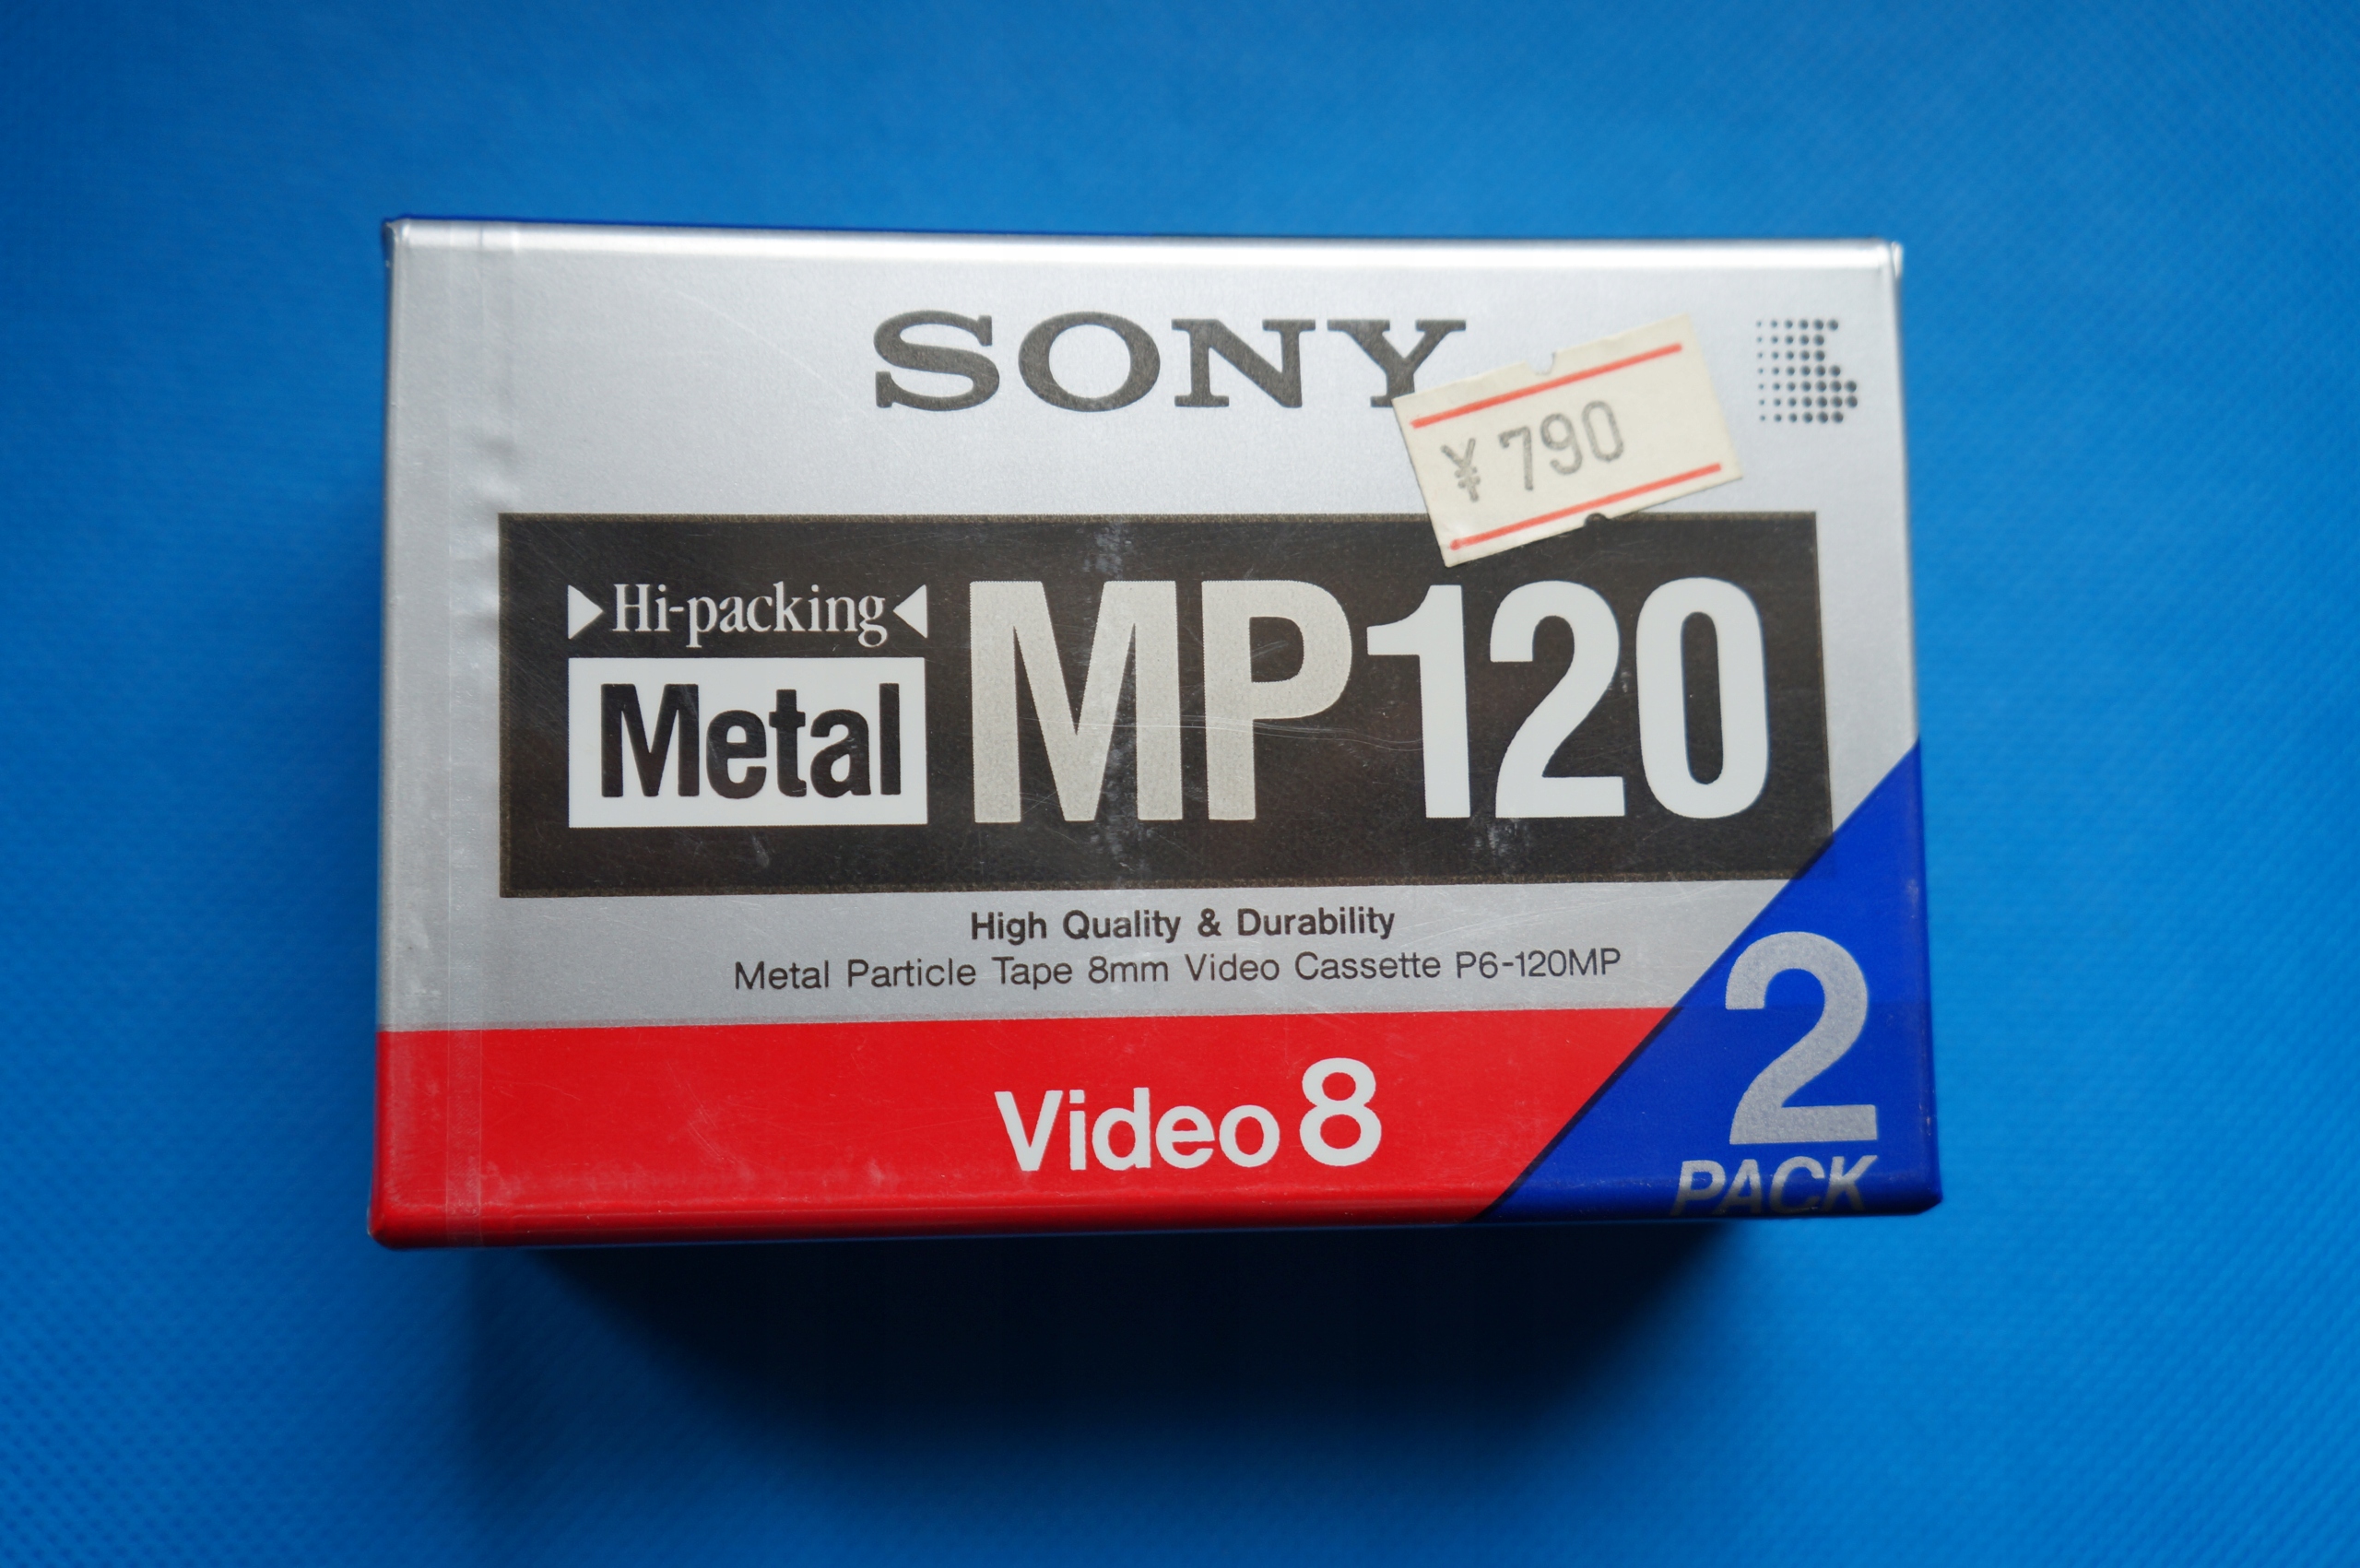 SONY
¥790
Hi-packing
Metal
MP120
High Quality & Durability
Metal Particle Tape 8mm Video Cassette P6-120MP
Video 8
2
PACK